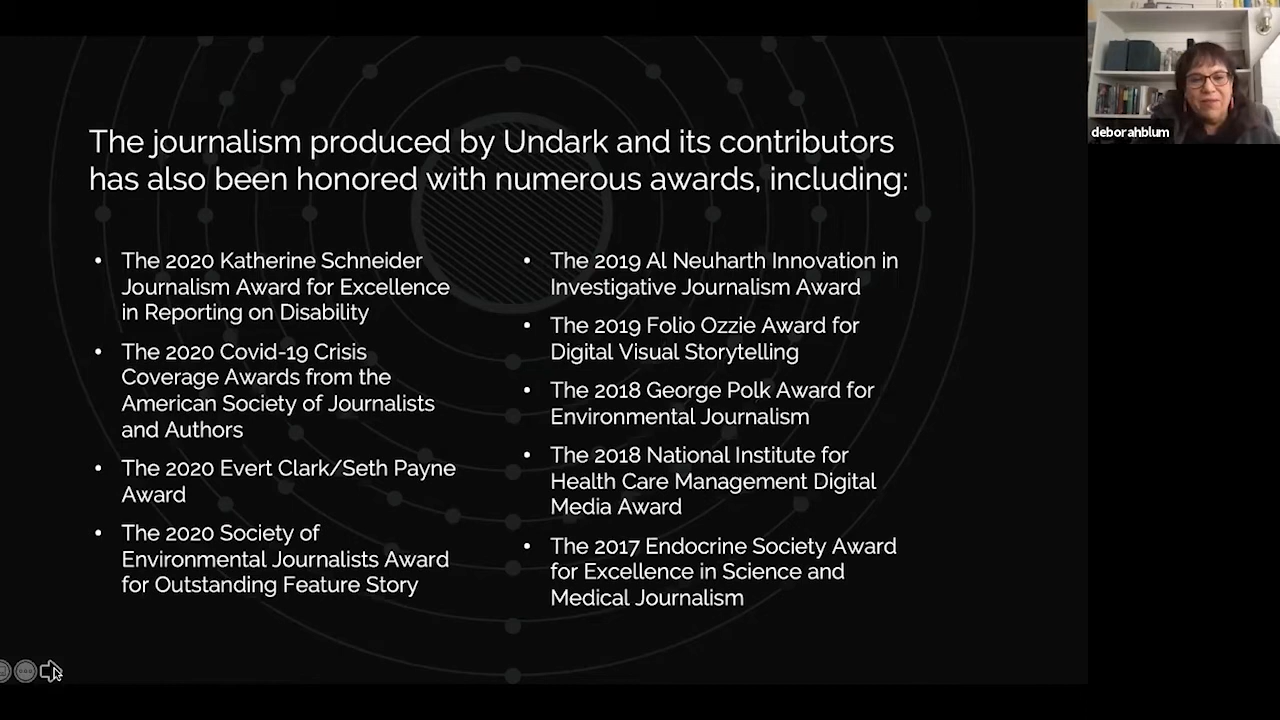 The journalism produced by Undark and its contributors
has also been honored with numerous awards, including:
• The 2020 Katherine Schneider
Journalism Award for Excellence
in Reporting on Disability
• The 2020 Covid-19 Crisis
Coverage Awards from the
American Society of Journalists
and Authors
• The 2020 Evert Clark/Seth Payne
Award
• The 2020 Society of
Environmental Journalists Award
for Outstanding Feature Story
• The 2019 Al Neuharth Innovation in
Investigative Journalism Award
• The 2019 Folio Ozzie Award for
Digital Visual Storytelling
• The 2018 George Polk Award for
Environmental Journalism
• The 2018 National Institute for
Health Care Management Digital
Media Award
• The 2017 Endocrine Society Award
for Excellence in Science and
Medical Journalism
deborahblum